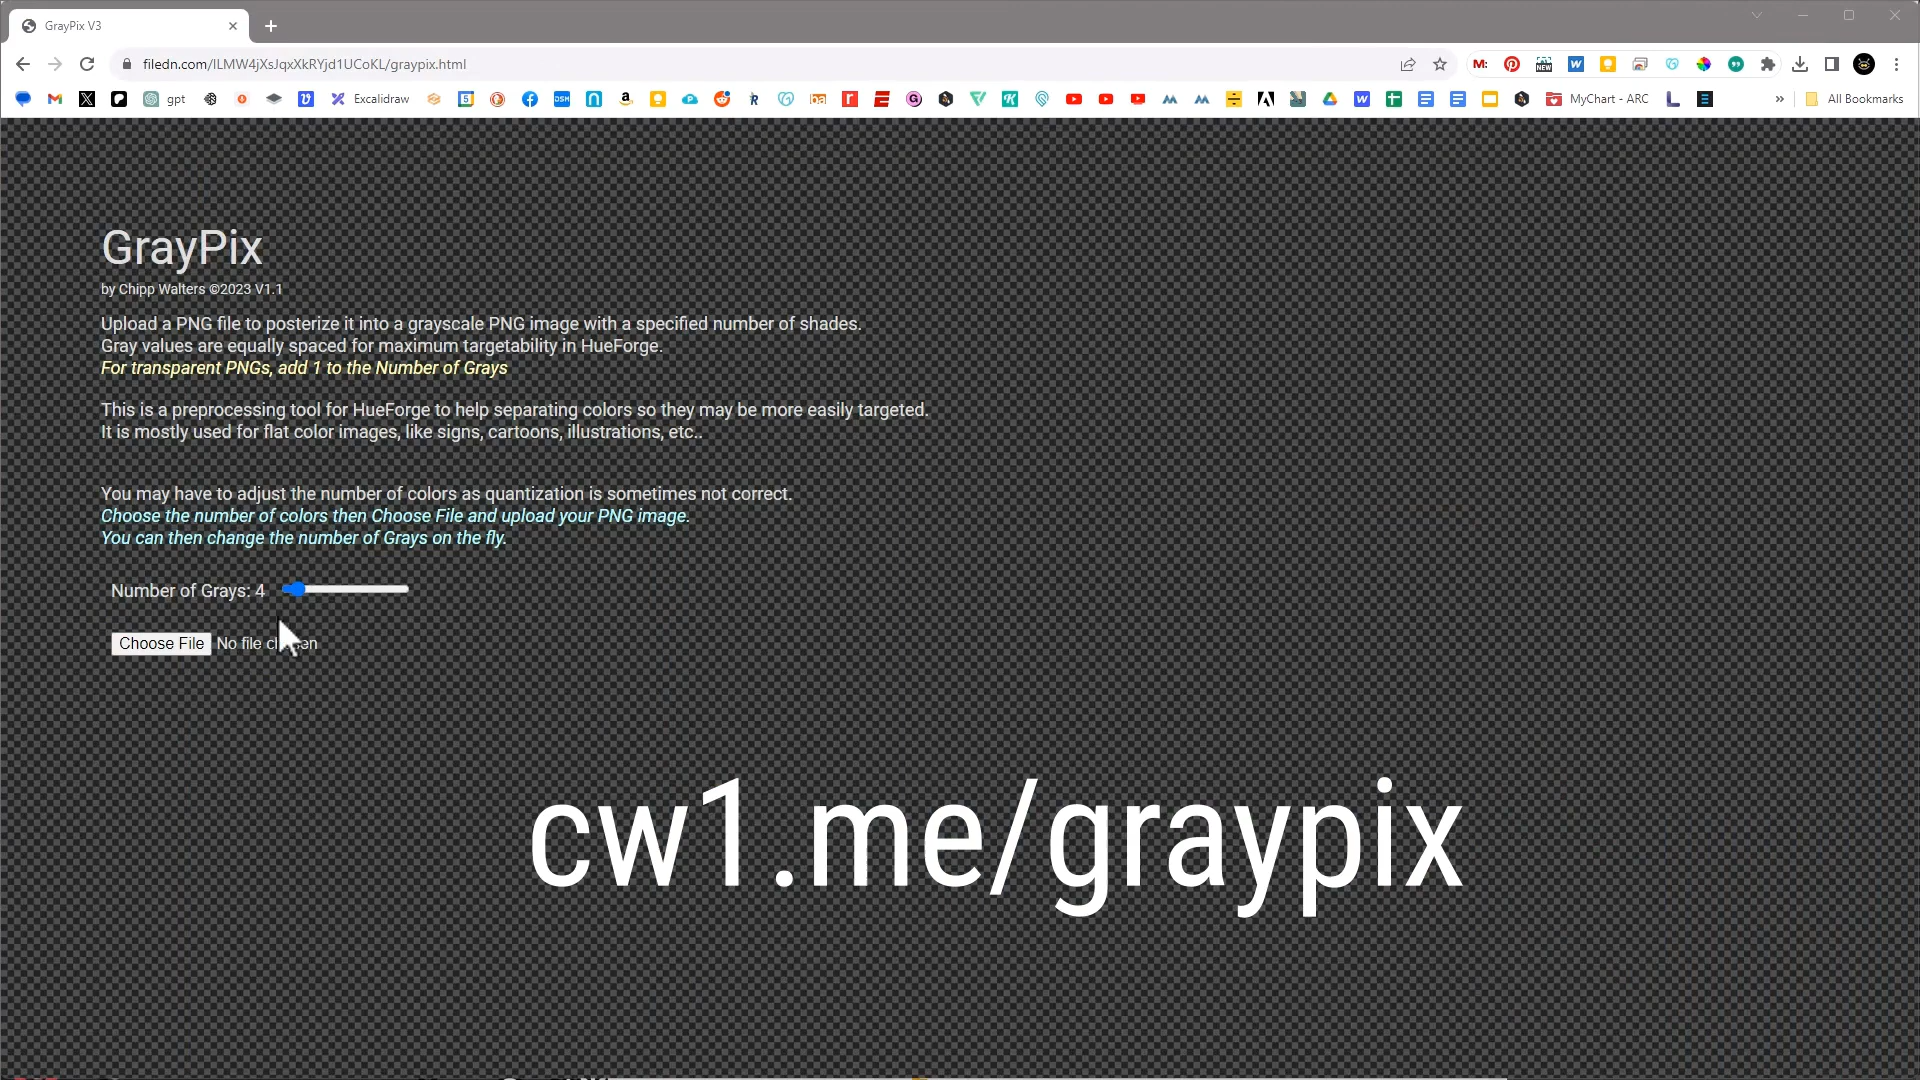 GrayPix V3
filedn.com/lLMW4jXsJqxXkRYjd1UCoKL/graypix.html
gpt
Excalidraw
MyChart - ARC
All Bookmarks
GrayPix
by Chipp Walters ©2023 V1.1
Upload a PNG file to posterize it into a grayscale PNG image with a specified number of shades.
Gray values are equally spaced for maximum targetability in HueForge.
For transparent PNGs, add 1 to the Number of Grays
This is a preprocessing tool for HueForge to help separating colors so they may be more easily targeted.
It is mostly used for flat color images, like signs, cartoons, illustrations, etc..
You may have to adjust the number of colors as quantization is sometimes not correct.
Choose the number of colors then Choose File and upload your PNG image.
You can then change the number of Grays on the fly.
Number of Grays: 4
Choose File No file
cw1.me/graypix